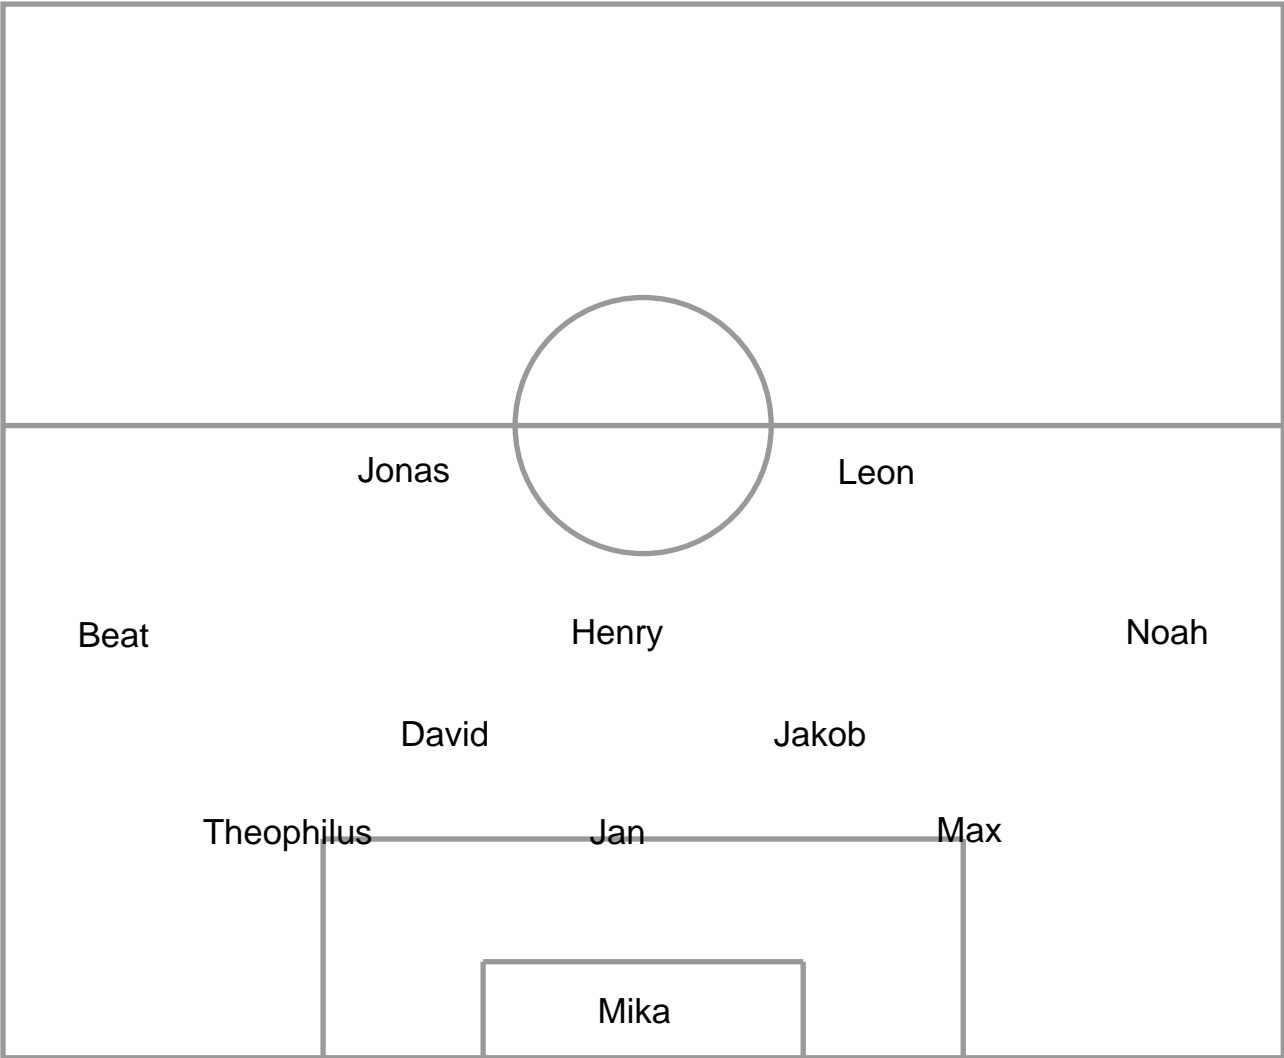 Jonas Leon
Beat Henry Noah
David Jakob
Theophilus Jan Max
Mika